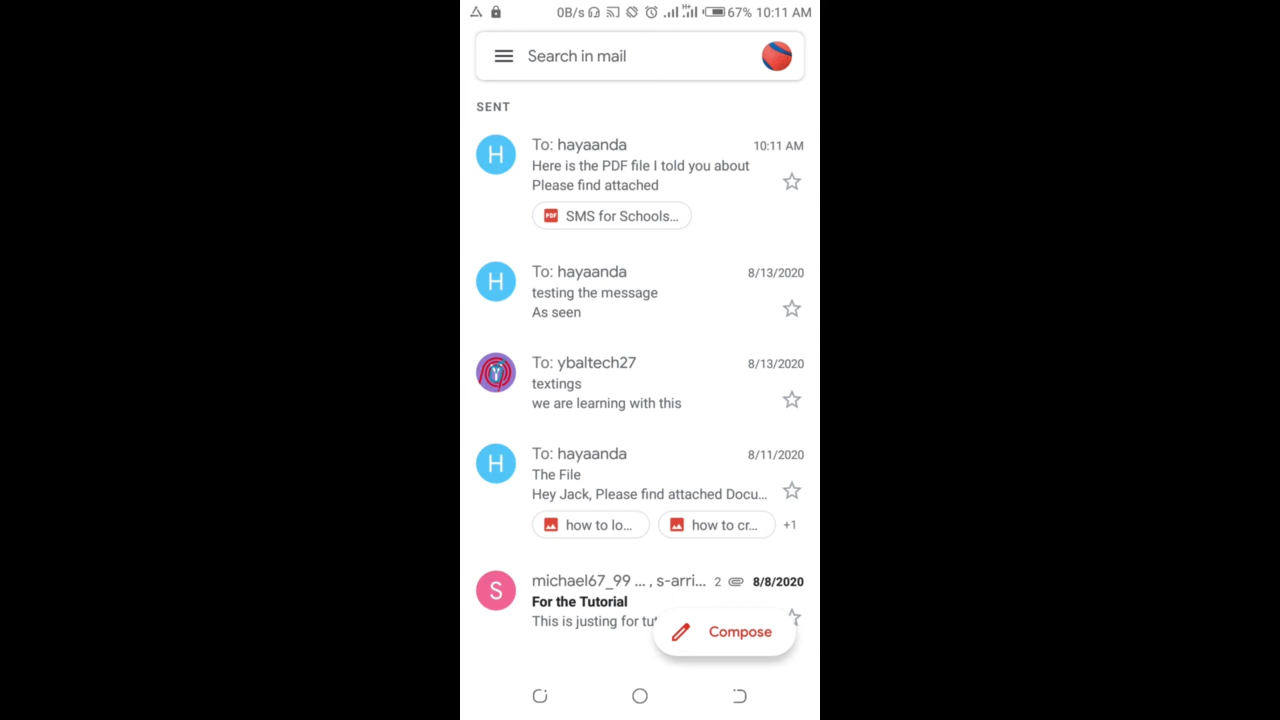 0B/s 67% 10:11 AM
Search in mail
SENT
H To: hayaanda 10:11 AM
Here is the PDF file I told you about
Please find attached
PDF SMS for Schools...
H To: hayaanda 8/13/2020
testing the message
As seen
To: ybaltech27 8/13/2020
textings
we are learning with this
H To: hayaanda 8/11/2020
The File
Hey Jack, Please find attached Docu...
how to lo... how to cr... +1
S michael67_99 ... , s-arri... 2 8/8/2020
For the Tutorial
This is justing for tut
Compose